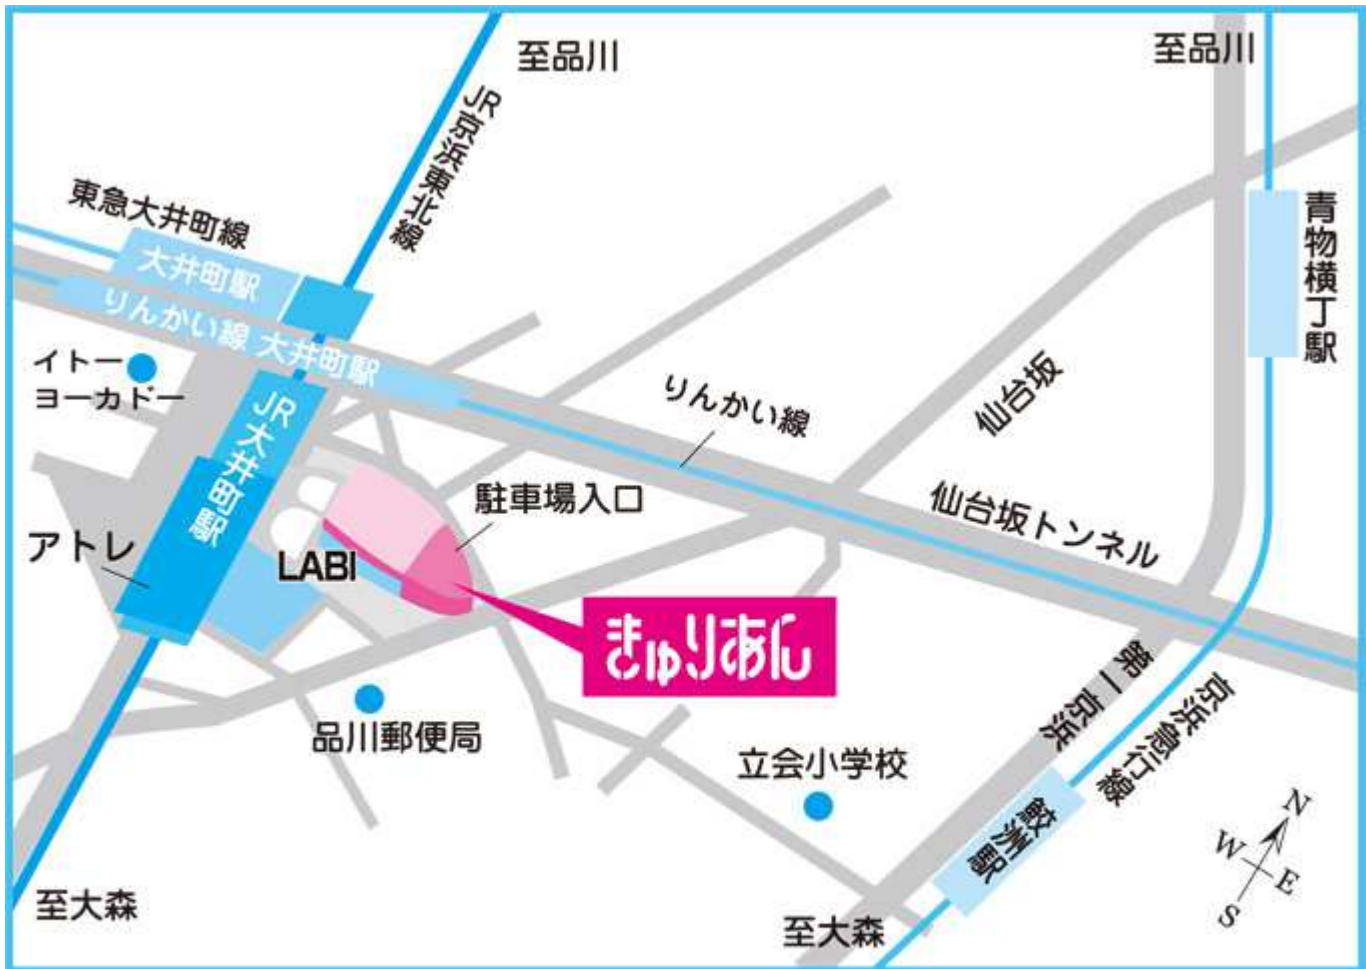 至品川
至品川
JR京浜東北線
東急大井町線
大井町駅
りんかい線 大井町駅
青物横丁駅
イトー
ヨーカドー
JR大井町駅
りんかい線
仙台坂
駐車場入口
仙台坂トンネル
アトレ
LABI
きゅりあん
第一京浜
京浜急行線
品川郵便局
立会小学校
鮫洲駅
N
W
E
S
至大森
至大森